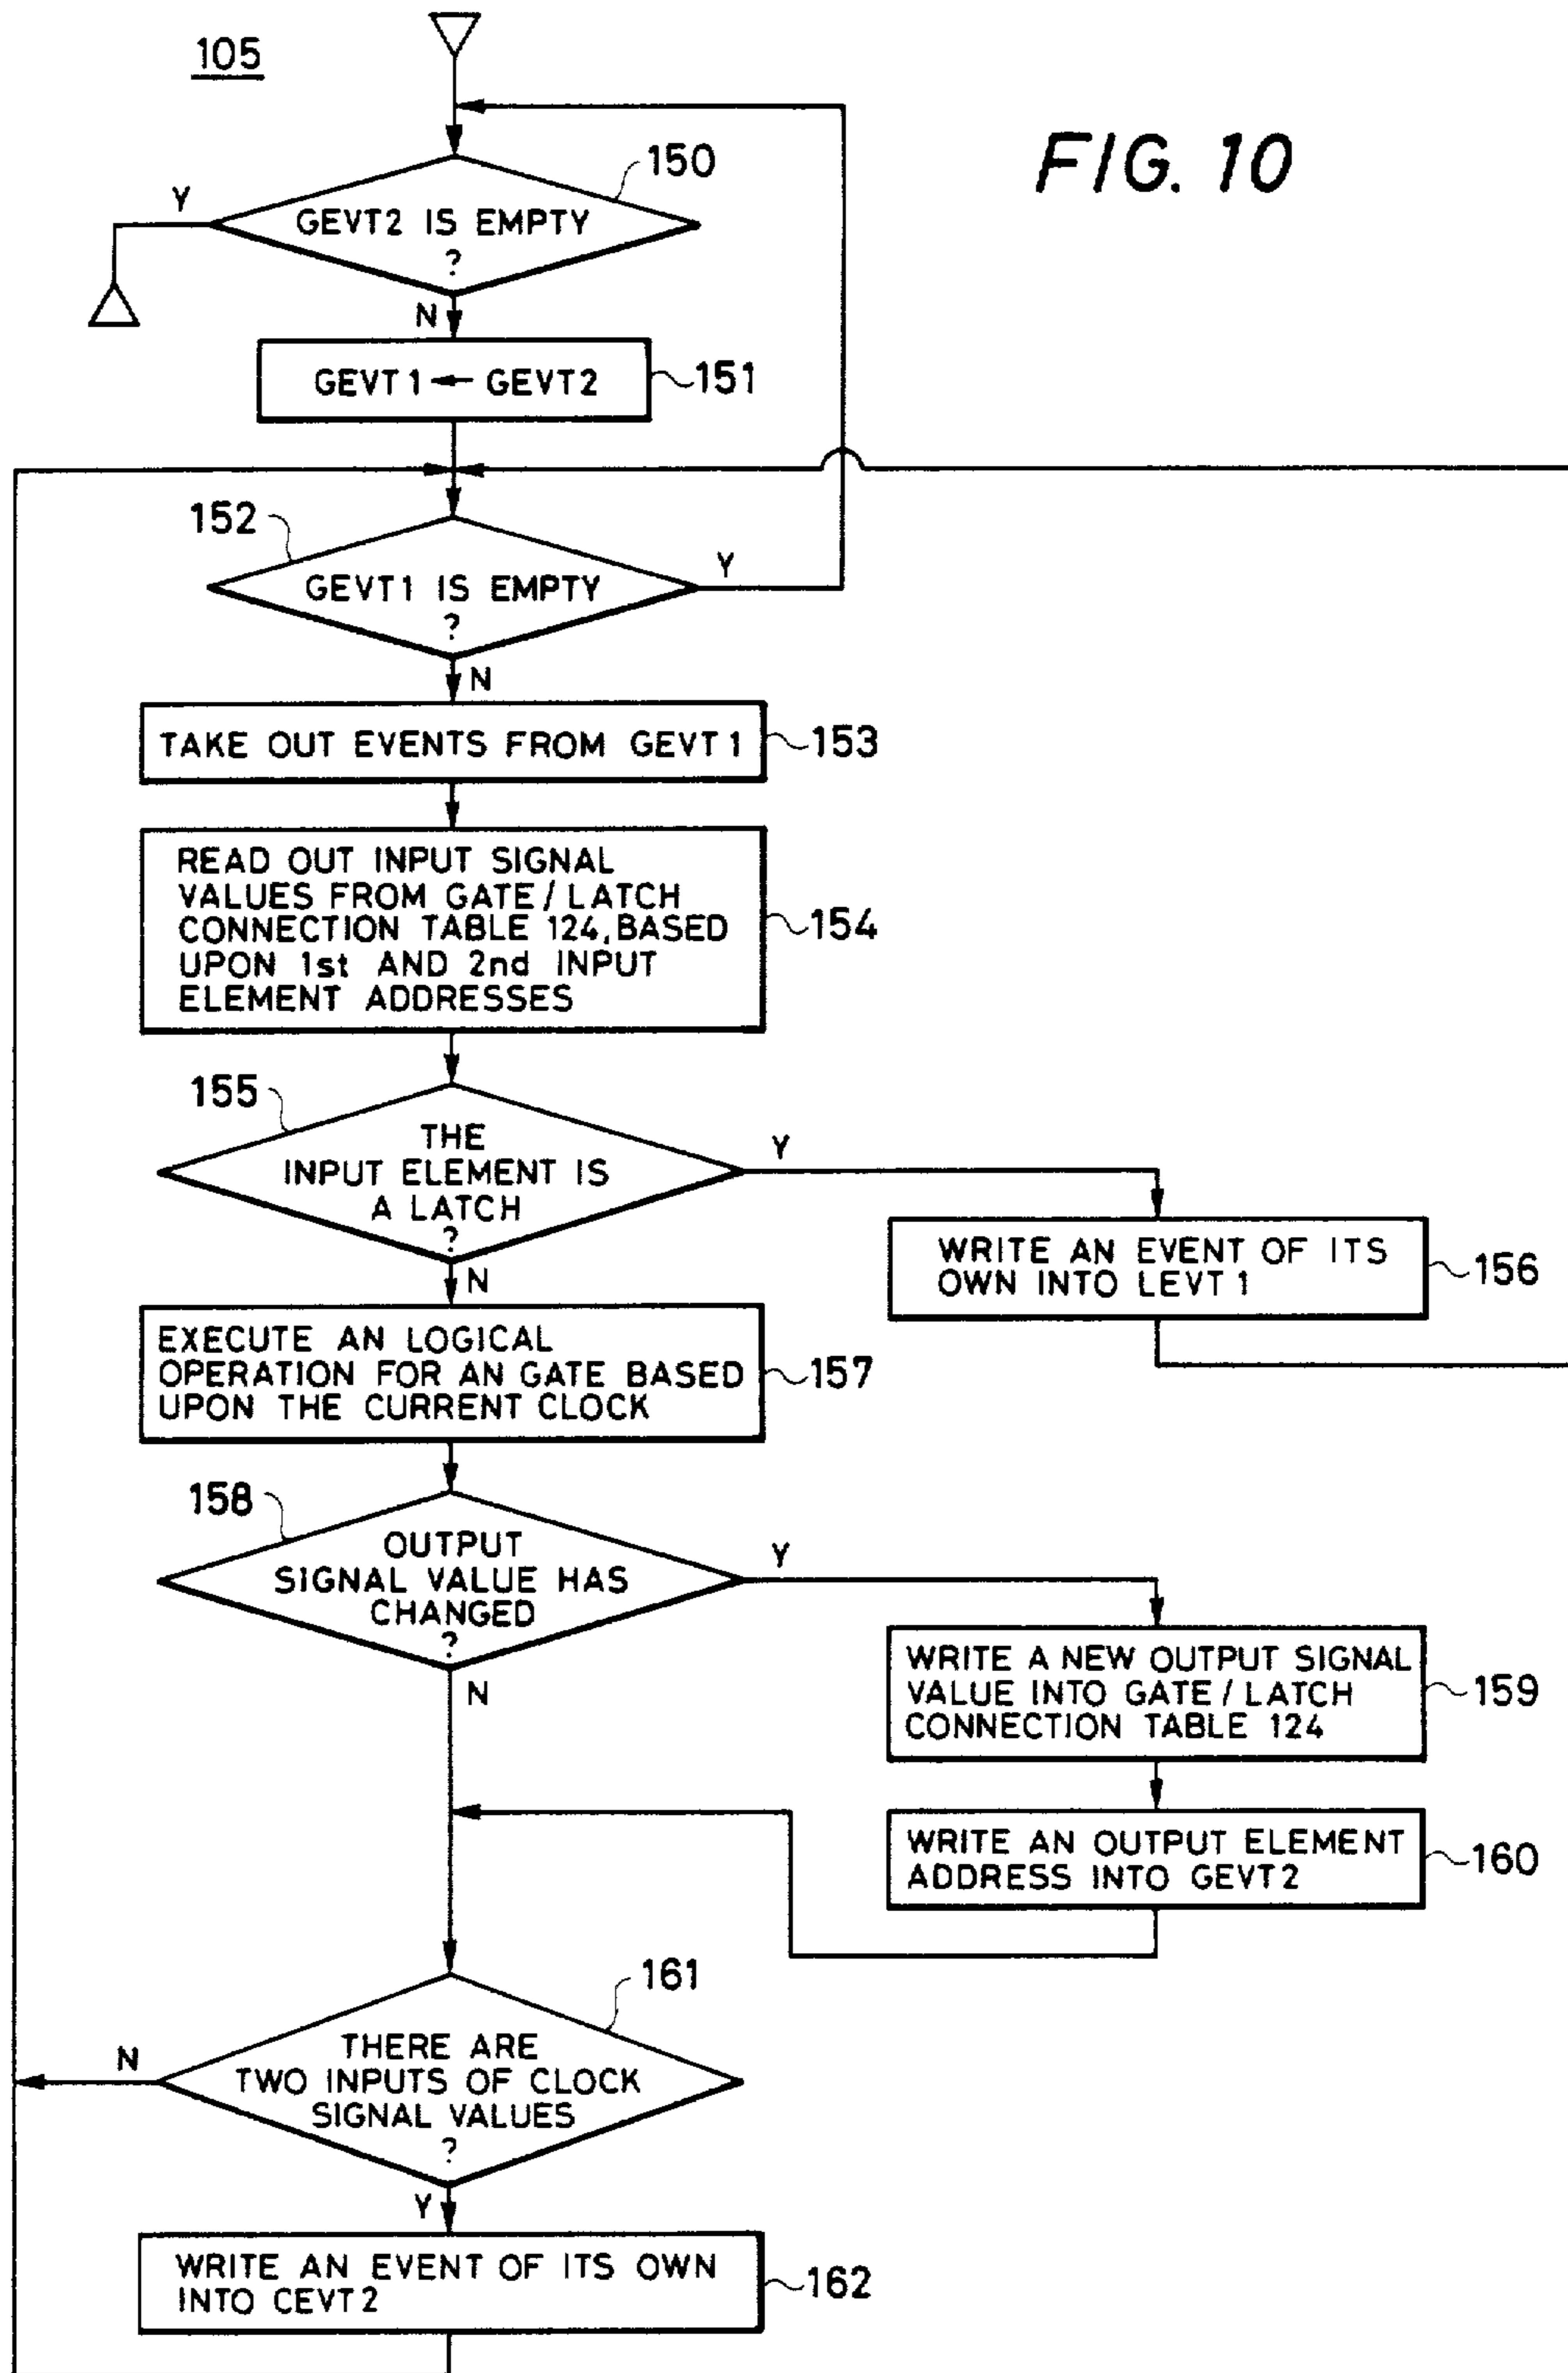 105
FIG. 10
150
Y
GEVT2 IS EMPTY
?
N
GEVT1 ← GEVT2
151
152
GEVT1 IS EMPTY
?
Y
N
TAKE OUT EVENTS FROM GEVT1
153
READ OUT INPUT SIGNAL
VALUES FROM GATE / LATCH
CONNECTION TABLE 124, BASED
UPON 1st AND 2nd INPUT
ELEMENT ADDRESSES
154
155
THE
INPUT ELEMENT IS
A LATCH
?
Y
N
WRITE AN EVENT OF ITS
OWN INTO LEVT1
156
EXECUTE AN LOGICAL
OPERATION FOR AN GATE BASED
UPON THE CURRENT CLOCK
157
158
OUTPUT
SIGNAL VALUE HAS
CHANGED
?
Y
N
WRITE A NEW OUTPUT SIGNAL
VALUE INTO GATE / LATCH
CONNECTION TABLE 124
159
WRITE AN OUTPUT ELEMENT
ADDRESS INTO GEVT2
160
161
THERE ARE
TWO INPUTS OF CLOCK
SIGNAL VALUES
?
N
Y
WRITE AN EVENT OF ITS OWN
INTO CEVT2
162